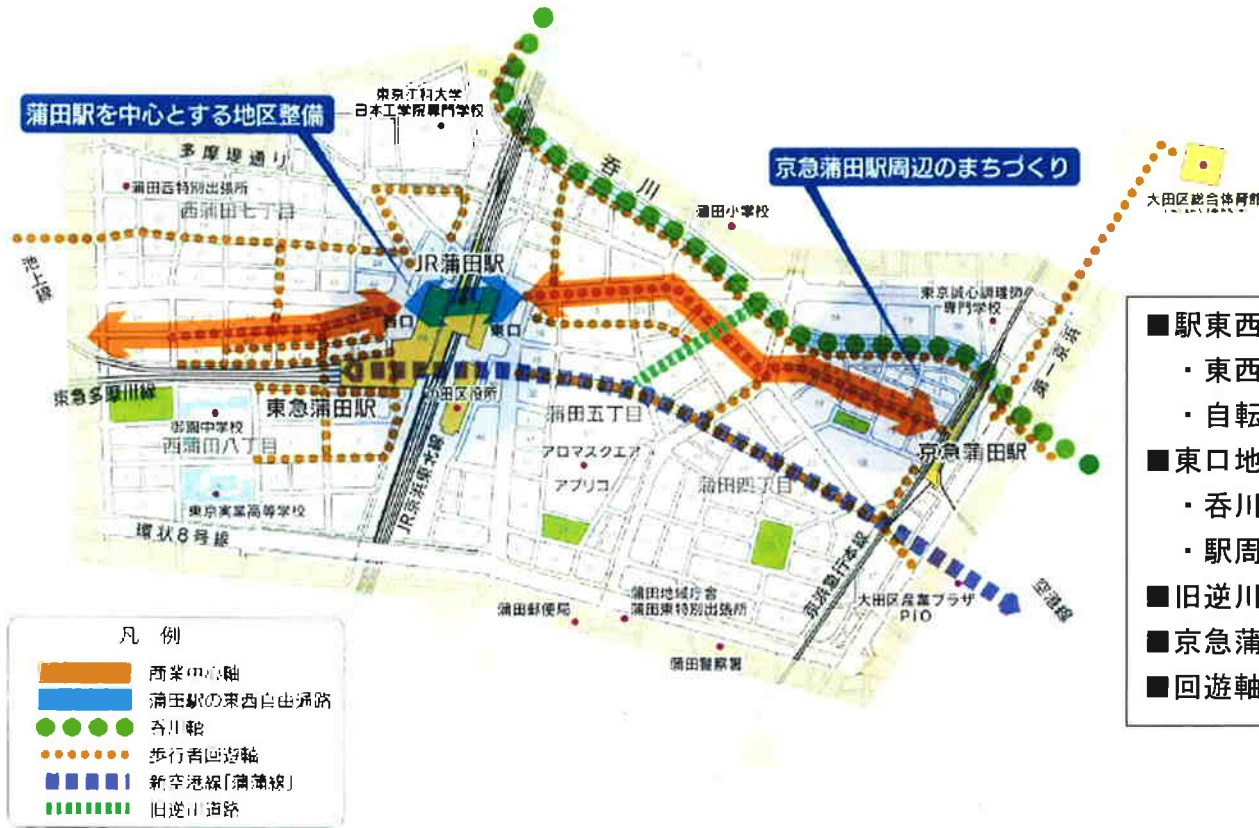 蒲田駅を中心とする地区整備
東京工科大学
日本工学院専門学校
多摩堤通り
蒲田西特別出張所
西蒲田七丁目
呑川
京急蒲田駅周辺のまちづくり
蒲田小学校
大田区総合体育館
池上線
JR蒲田駅
東京誠心調理師
専門学校
西口
東口
第一京浜
東急多摩川線
東急蒲田駅
大田区役所
御園中学校
西蒲田八丁目
蒲田五丁目
アロマスクエア
アプリコ
蒲田四丁目
京急蒲田駅
東京実業高等学校
環状8号線
JR京浜東北線
京浜急行本線
大田区産業プラザ
PiO
空港線
蒲田郵便局
蒲田地域庁舎
蒲田東特別出張所
蒲田警察署
凡例
商業中心軸
蒲田駅の東西自由通路
呑川軸
歩行者回遊軸
新空港線「蒲蒲線」
旧逆川道路
■駅東西
・東西
・自転
■東口地
・呑川
・駅周
■旧逆川
■京急蒲
■回遊軸